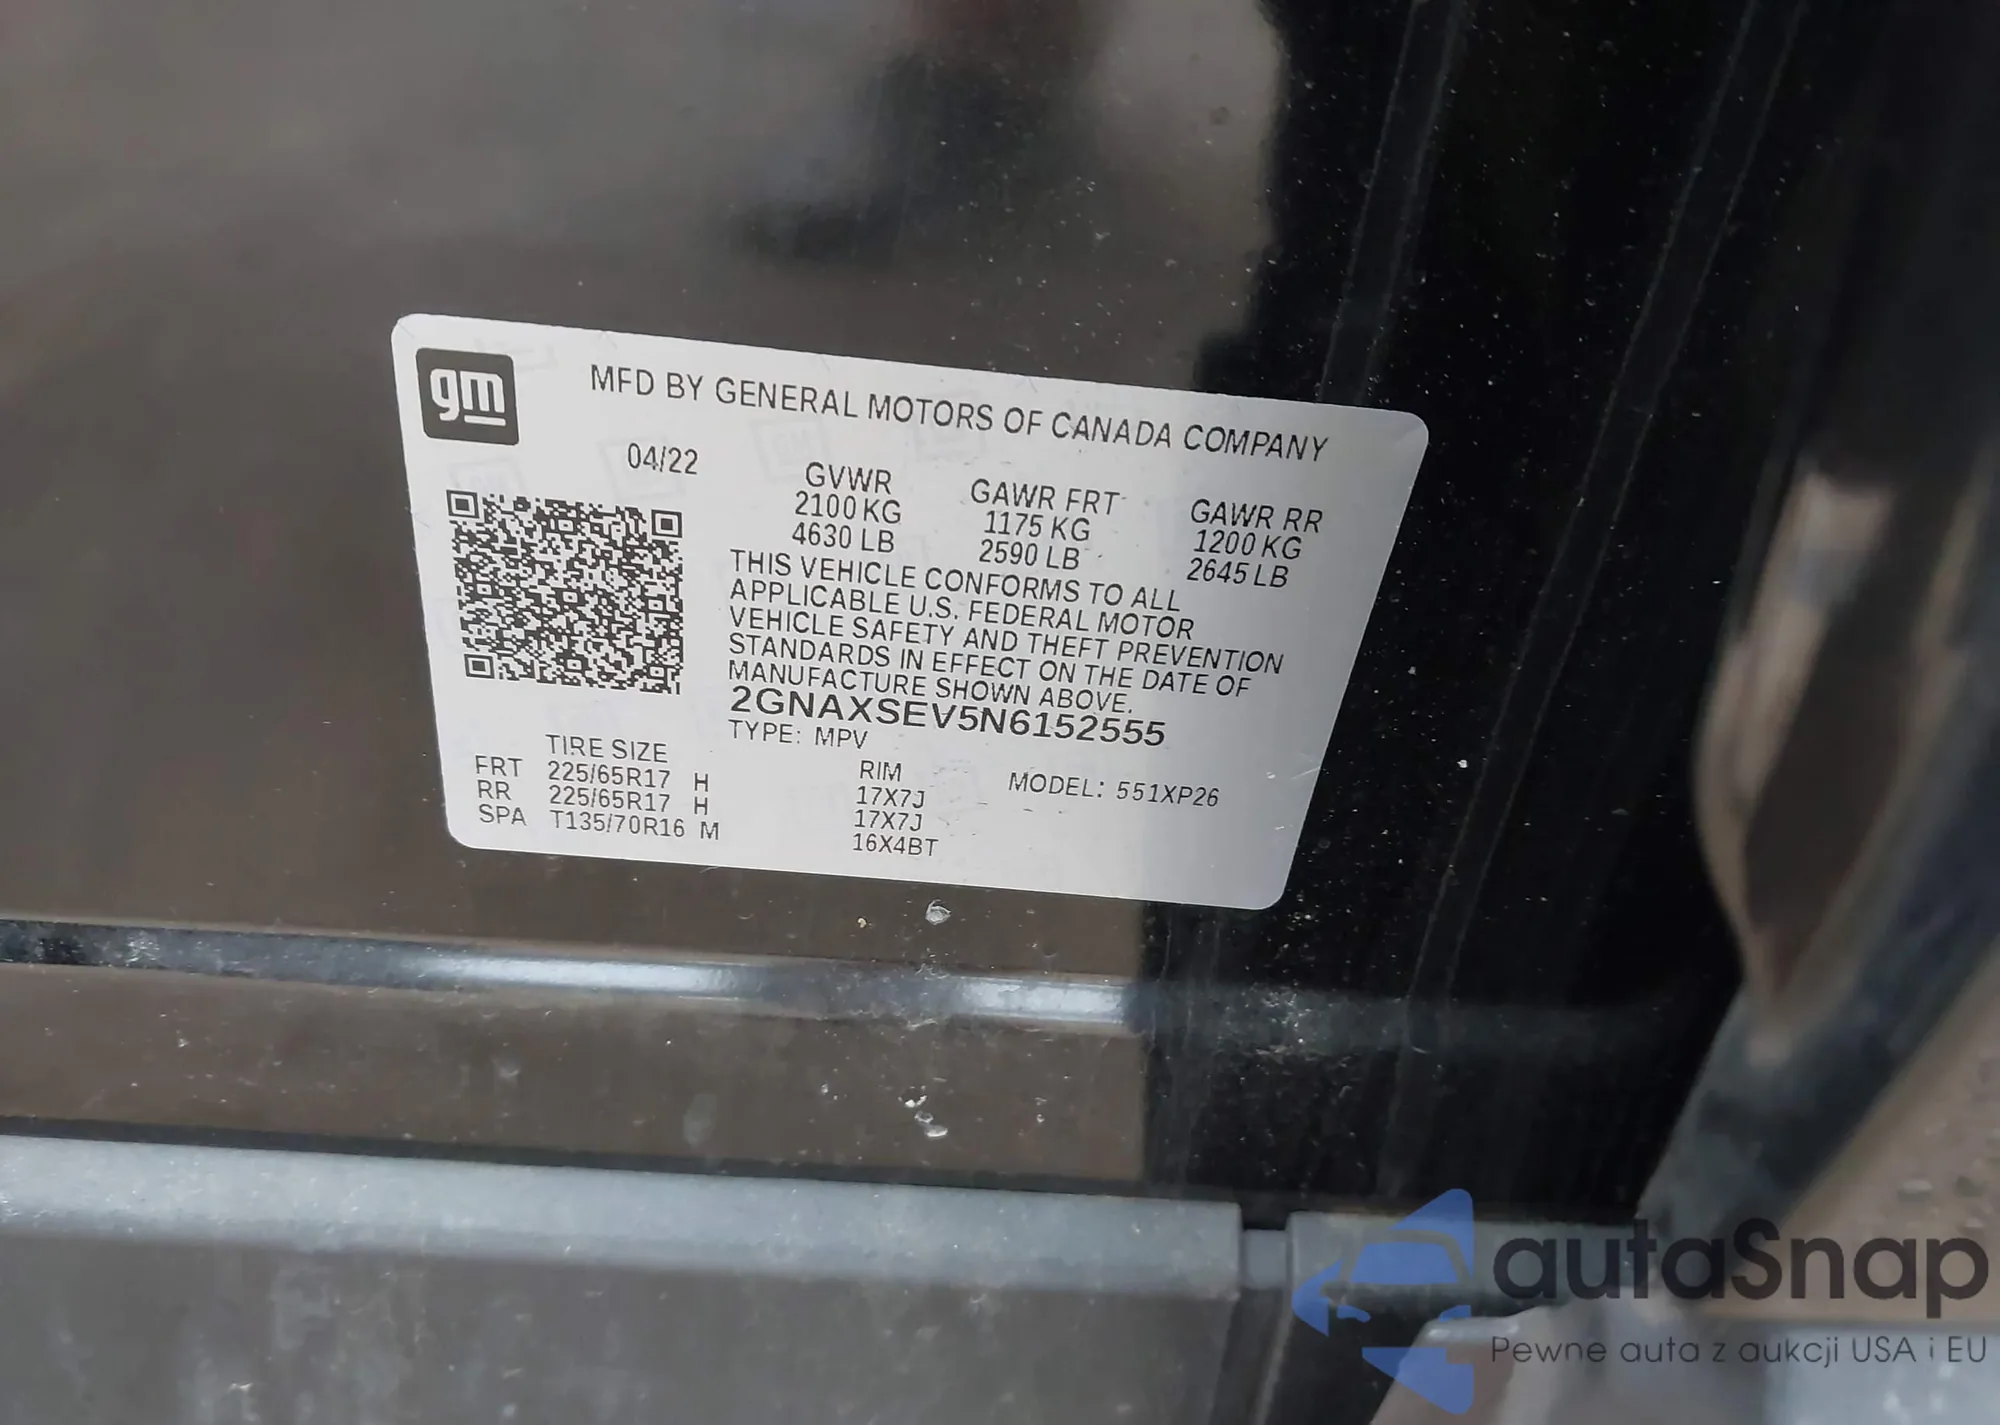 gm
MFD BY GENERAL MOTORS OF CANADA COMPANY
04/22
GVWR GAWR FRT GAWR RR
2100 KG 1175 KG 1200 KG
4630 LB 2590 LB 2645 LB
THIS VEHICLE CONFORMS TO ALL
APPLICABLE U.S. FEDERAL MOTOR
VEHICLE SAFETY AND THEFT PREVENTION
STANDARDS IN EFFECT ON THE DATE OF
MANUFACTURE SHOWN ABOVE.
2GNAXSEV5N6152555
TYPE: MPV
TIRE SIZE RIM MODEL: 551XP26
FRT 225/65R17 H 17X7J
RR 225/65R17 H 17X7J
SPA T135/70R16 M 16X4BT
autaSnap
Pewne auta z aukcji USA i EU